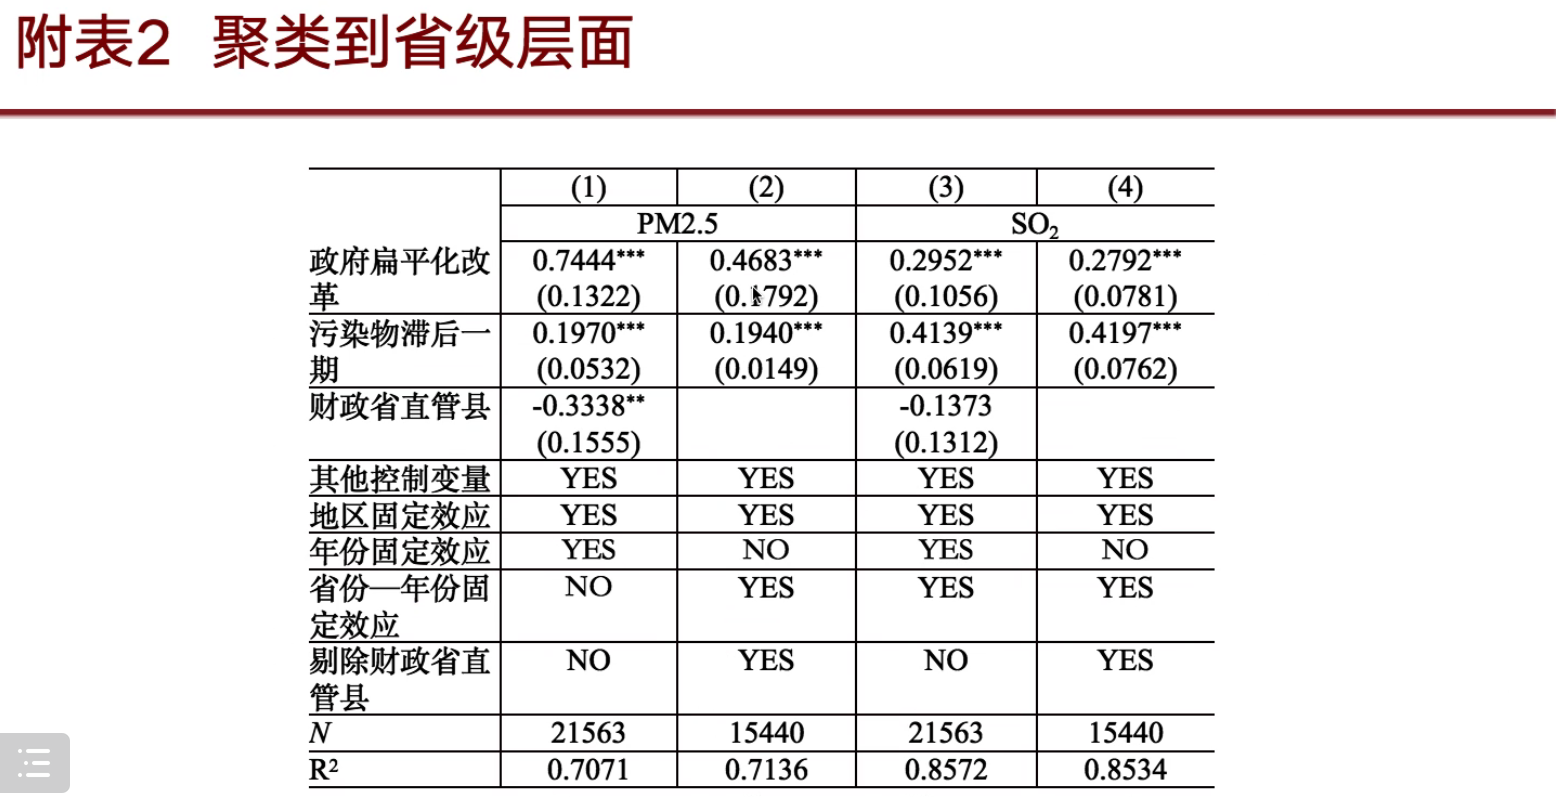 附表2 聚类到省级层面
(1) (2) (3) (4)
PM2.5 SO₂
政府扁平化改 0.7444*** 0.4683*** 0.2952*** 0.2792***
革 (0.1322) (0.1792) (0.1056) (0.0781)
污染物滞后一 0.1970*** 0.1940*** 0.4139*** 0.4197***
期 (0.0532) (0.0149) (0.0619) (0.0762)
财政省直管县 -0.3338** -0.1373
(0.1555) (0.1312)
其他控制变量 YES YES YES YES
地区固定效应 YES YES YES YES
年份固定效应 YES NO YES NO
省份—年份固 NO YES YES YES
定效应
剔除财政省直 NO YES NO YES
管县
N 21563 15440 21563 15440
R² 0.7071 0.7136 0.8572 0.8534